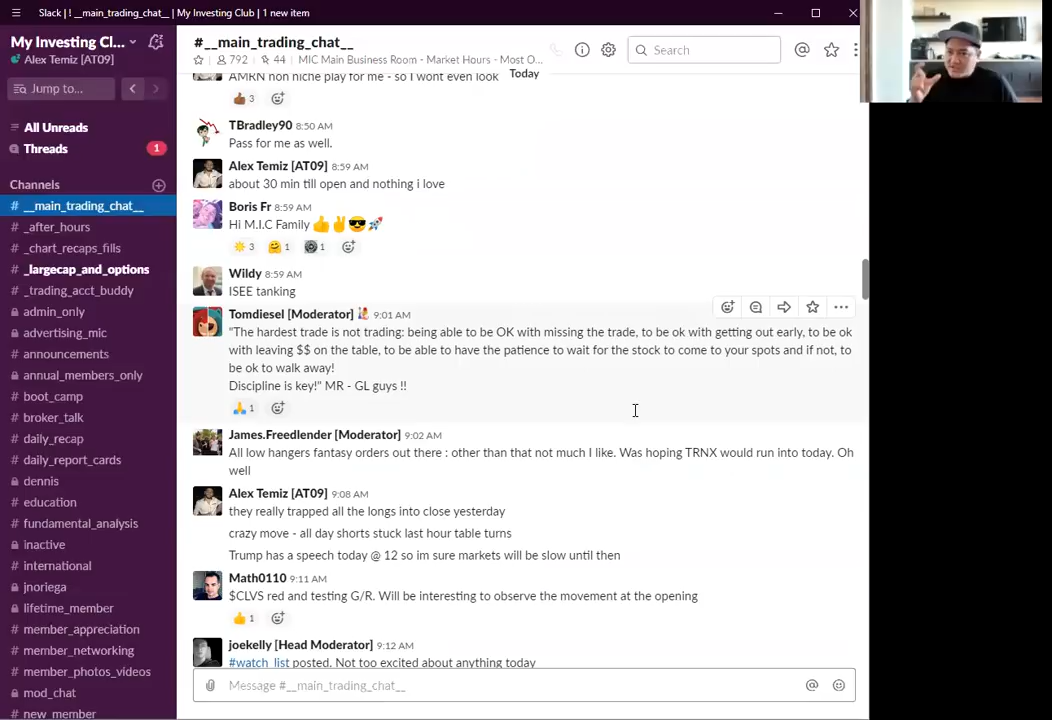 Slack | ! __main_trading_chat__ | My Investing Club | 1 new item
My Investing Cl...
Alex Temiz [AT09]
Jump to...
All Unreads
Threads
1
Channels
# __main_trading_chat__
# _after_hours
# _chart_recaps_fills
# _largecap_and_options
# _trading_acct_buddy
admin_only
advertising_mic
# announcements
annual_members_only
# boot_camp
# broker_talk
# daily_recap
# daily_report_cards
dennis
# education
# fundamental_analysis
inactive
# international
jnoriega
lifetime_member
# member_appreciation
# member_networking
# member_photos_videos
mod_chat
# new_member
#__main_trading_chat__
792
44
MIC Main Business Room - Market Hours - Most O...
Search
Today
AMRN non niche play for me - so I wont even look
3
TBradley90 8:50 AM
Pass for me as well.
Alex Temiz [AT09] 8:59 AM
about 30 min till open and nothing i love
Boris Fr 8:59 AM
Hi M.I.C Family 👍✌😎🚀
3 1 1
Wildy 8:59 AM
ISEE tanking
Tomdiesel [Moderator] 9:01 AM
"The hardest trade is not trading: being able to be OK with missing the trade, to be ok with getting out early, to be ok
with leaving $$ on the table, to be able to have the patience to wait for the stock to come to your spots and if not, to
be ok to walk away!
Discipline is key!" MR - GL guys !!
1
James.Freedlender [Moderator] 9:02 AM
All low hangers fantasy orders out there : other than that not much I like. Was hoping TRNX would run into today. Oh
well
Alex Temiz [AT09] 9:08 AM
they really trapped all the longs into close yesterday
crazy move - all day shorts stuck last hour table turns
Trump has a speech today @ 12 so im sure markets will be slow until then
Math0110 9:11 AM
$CLVS red and testing G/R. Will be interesting to observe the movement at the opening
1
joekelly [Head Moderator] 9:12 AM
#watch_list posted. Not too excited about anything today
Message #__main_trading_chat__